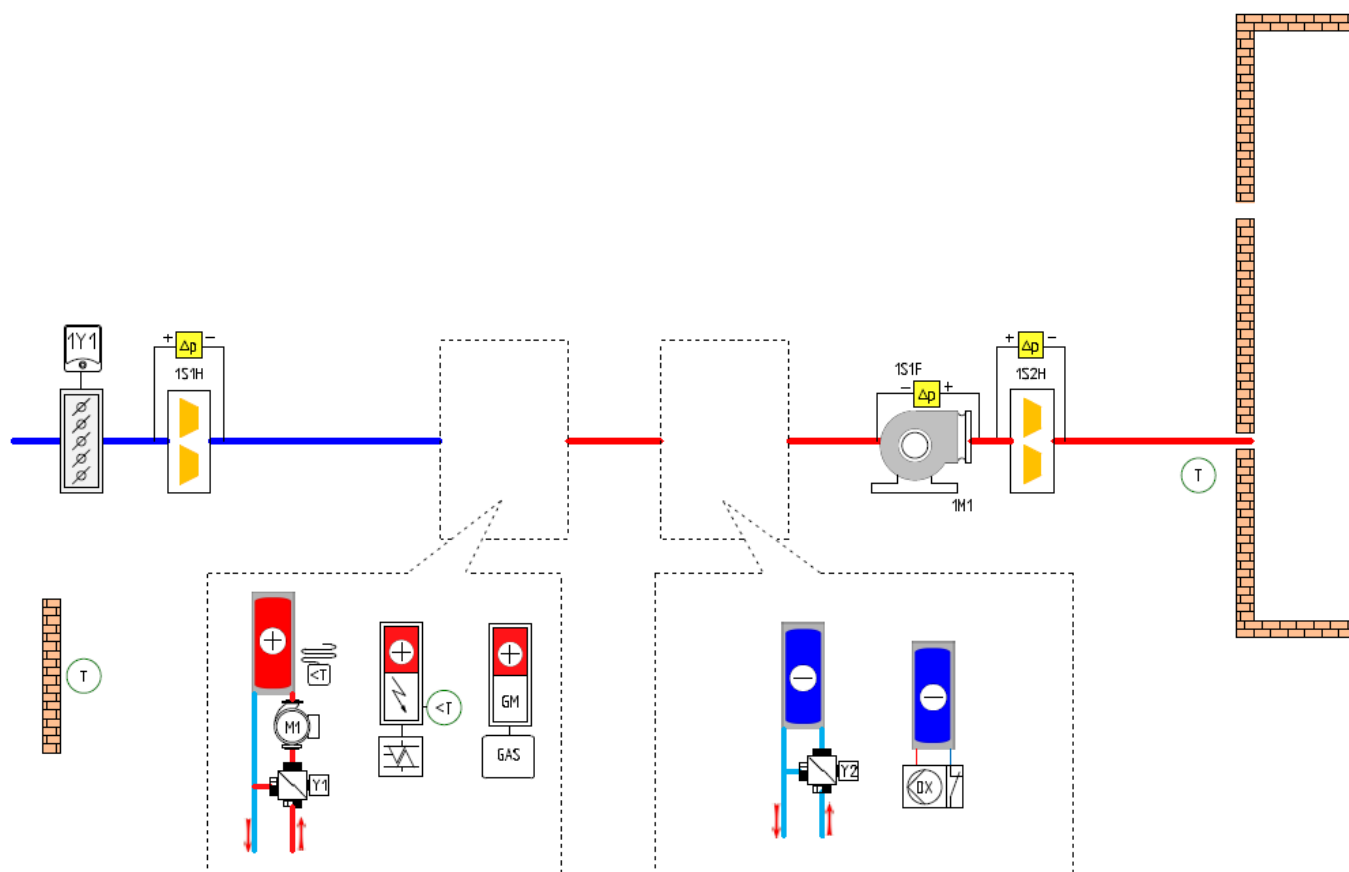 1Y1
+ Δp −
1S1H
1S1F
− Δp +
+ Δp −
1S2H
1M1
T
T
+
<T
M1
Y1
+
<T
+
GM
GAS
−
Y2
−
DX